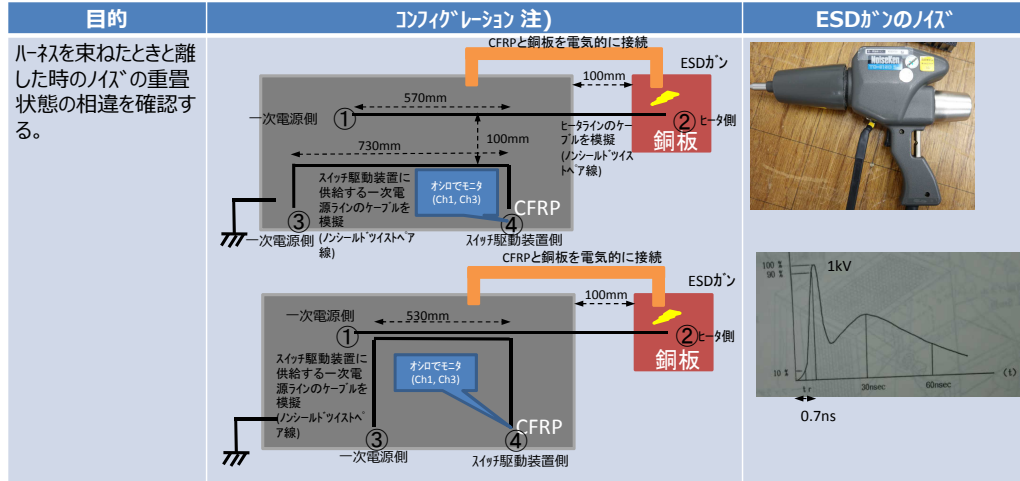 目的
コンフィグレーション 注)
ESDガンのノイズ
ハーネスを束ねたときと離
した時のノイズの重畳
状態の相違を確認す
る。
CFRPと銅板を電気的に接続
ESDガン
100mm
570mm
一次電源側
①
②
ヒータ側
銅板
ヒータラインのケー
ブルを模擬
(ノンシールドツイス
トペア線)
100mm
730mm
スイッチ駆動装置に
供給する一次電
源ラインのケーブルを
模擬
(ノンシールドツイストペア
線)
オシロでモニタ
(Ch1, Ch3)
③
一次電源側
④
CFRP
スイッチ駆動装置側
CFRPと銅板を電気的に接続
ESDガン
100mm
一次電源側
530mm
①
②
ヒータ側
銅板
スイッチ駆動装置に
供給する一次電
源ラインのケーブルを
模擬
(ノンシールドツイストペ
ア線)
オシロでモニタ
(Ch1, Ch3)
③
一次電源側
④
CFRP
スイッチ駆動装置側
NoiseKen
100 %
90 %
1kV
10 %
tr
30nsec
60nsec
(t)
0.7ns